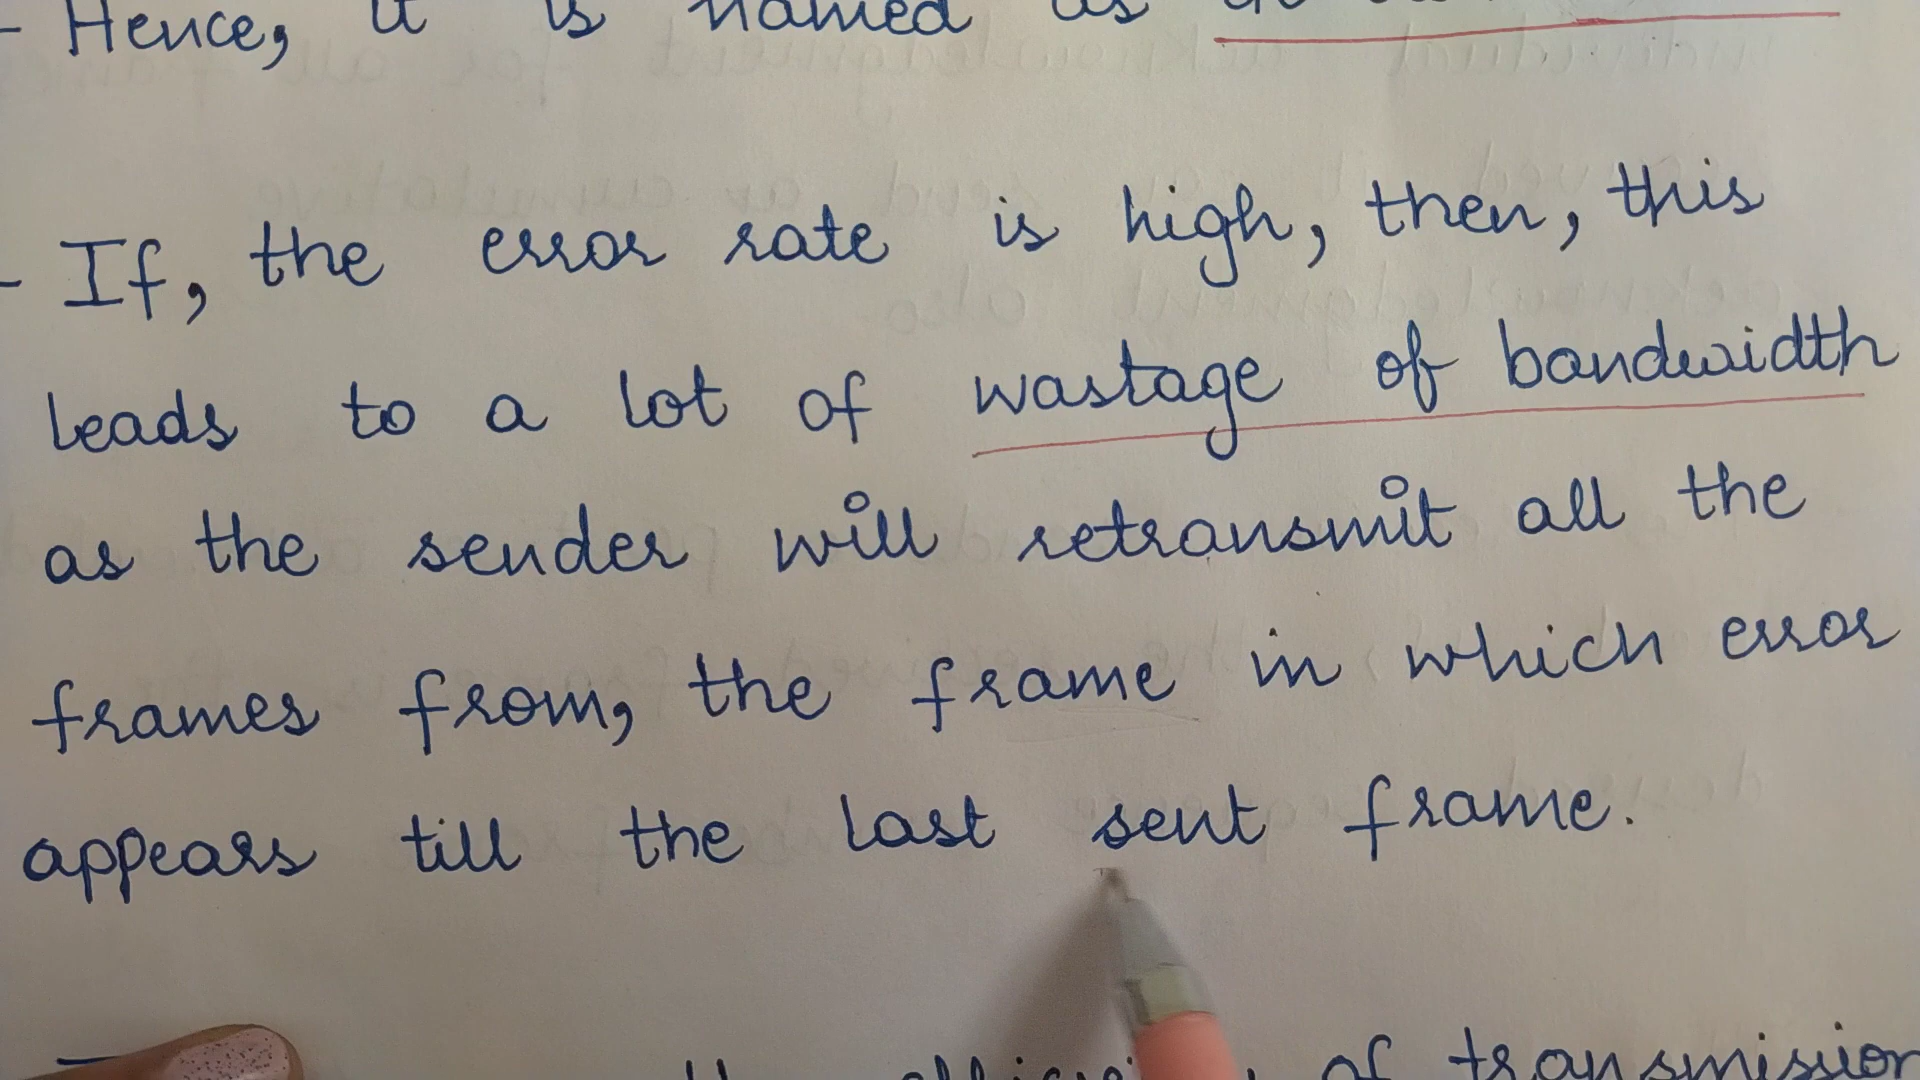 - Hence, it is named as
- If, the error rate is high, then, this
leads to a lot of wastage of bandwidth
as the sender will retransmit all the
frames from, the frame in which error
appears till the last sent frame.
of transmission